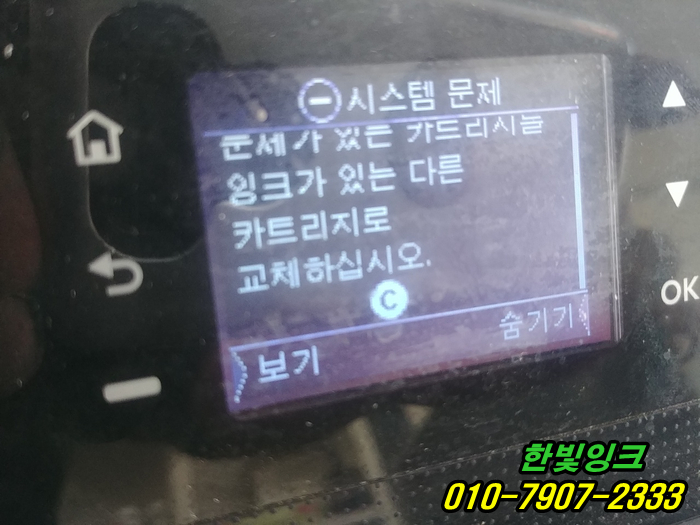 시스템 문제
문제가 있는 카트리지를
잉크가 있는 다른
카트리지로
교체하십시오.
C
숨기기
보기
OK
한빛잉크
010-7907-2333